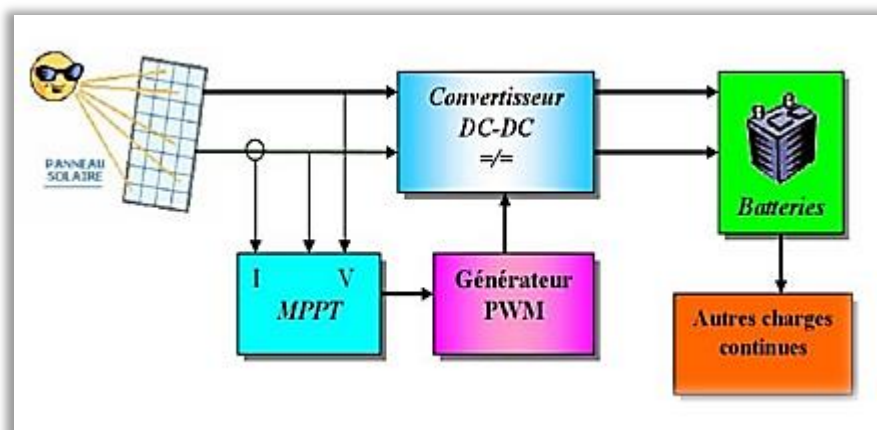 PANNEAU
SOLAIRE
Convertisseur
DC-DC
=/=
Batteries
I V
MPPT
Générateur
PWM
Autres charges
continues